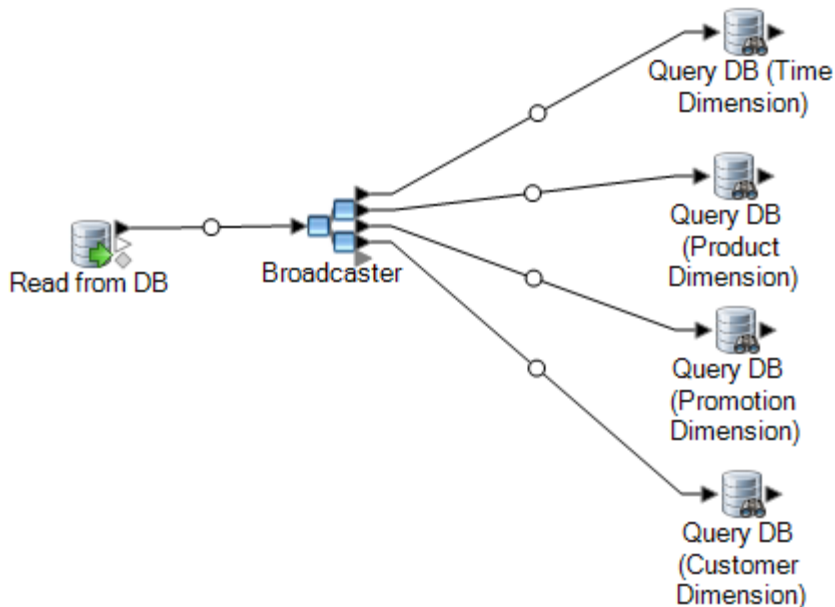 Query DB (Time
Dimension)
Query DB
(Product
Dimension)
Read from DB
Broadcaster
Query DB
(Promotion
Dimension)
Query DB
(Customer
Dimension)